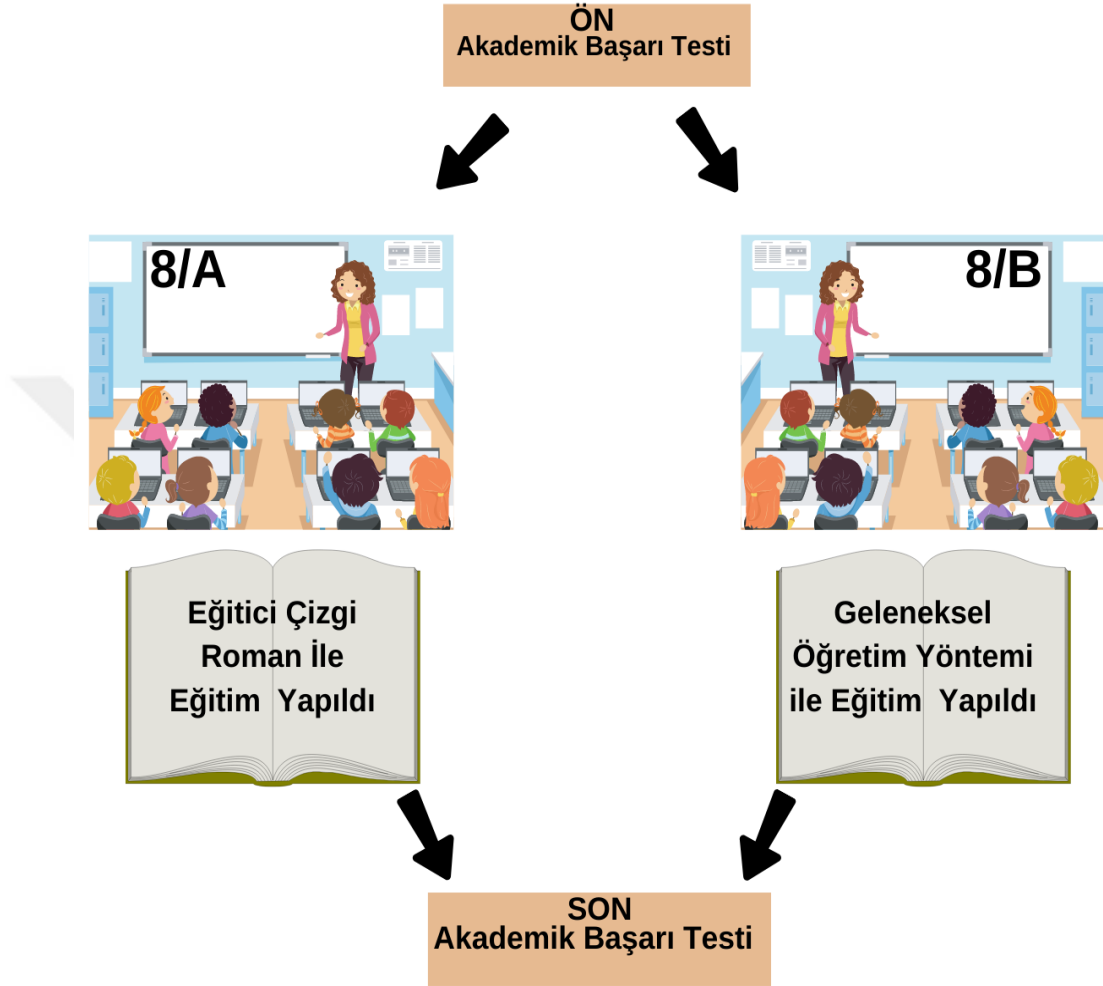 ÖN
Akademik Başarı Testi
8/A
8/B
Eğitici Çizgi
Roman İle
Eğitim Yapıldı
Geleneksel
Öğretim Yöntemi
ile Eğitim Yapıldı
SON
Akademik Başarı Testi